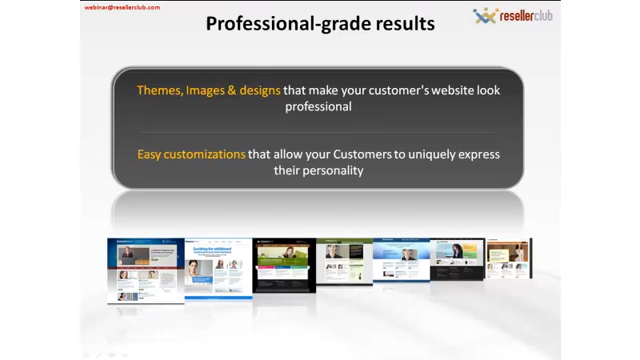 webinar@resellerclub.com
resellerclub
Professional-grade results
Themes, Images & designs that make your customer's website look
professional
Easy customizations that allow your Customers to uniquely express
their personality